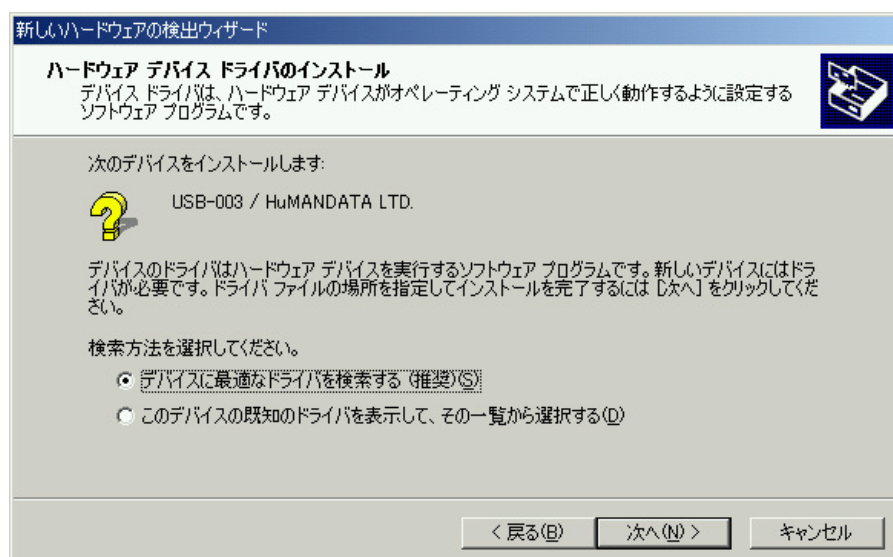 新しいハードウェアの検出ウィザード
ハードウェア デバイス ドライバのインストール
デバイス ドライバは、ハードウェア デバイスがオペレーティング システムで正しく動作するように設定する
ソフトウェア プログラムです。
次のデバイスをインストールします:
USB-003 / HuMANDATA LTD.
デバイスのドライバはハードウェア デバイスを実行するソフトウェア プログラムです。新しいデバイスにはドラ
イバが必要です。ドライバ ファイルの場所を指定してインストールを完了するには [次へ] をクリックしてくだ
さい。
検索方法を選択してください。
デバイスに最適なドライバを検索する (推奨)(S)
このデバイスの既知のドライバを表示して、その一覧から選択する(D)
< 戻る(B) 次へ(N) > キャンセル